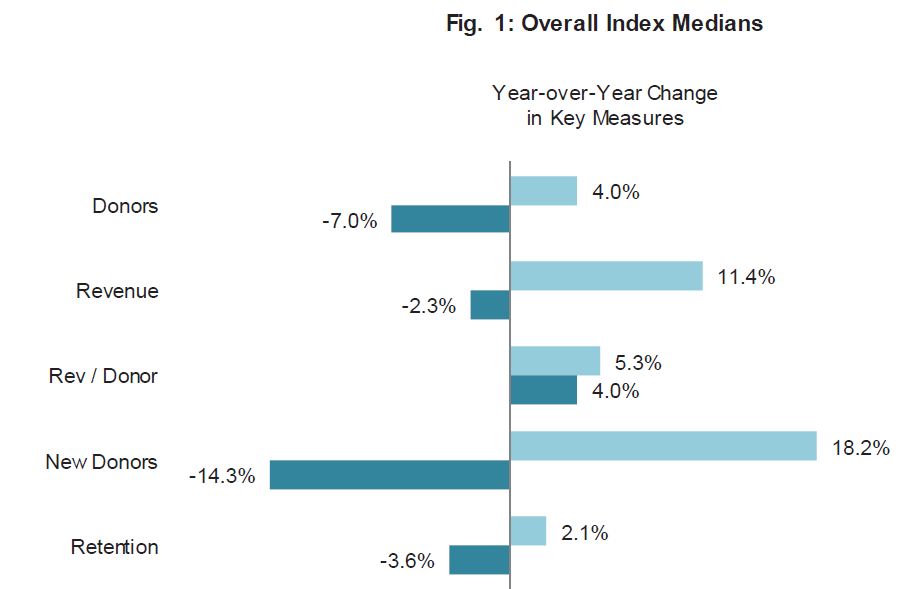 Fig. 1: Overall Index Medians
Year-over-Year Change
in Key Measures
4.0%
Donors
-7.0%
11.4%
Revenue
-2.3%
5.3%
Rev / Donor
4.0%
18.2%
New Donors
-14.3%
2.1%
Retention
-3.6%